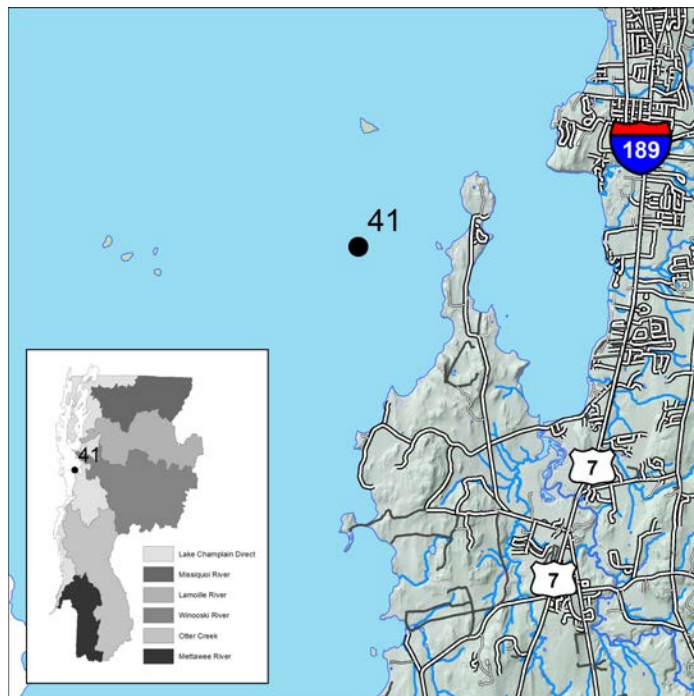 189
41
7
7
41
Lake Champlain Direct
Missiquoi River
Lamoille River
Winooski River
Otter Creek
Mettawee River